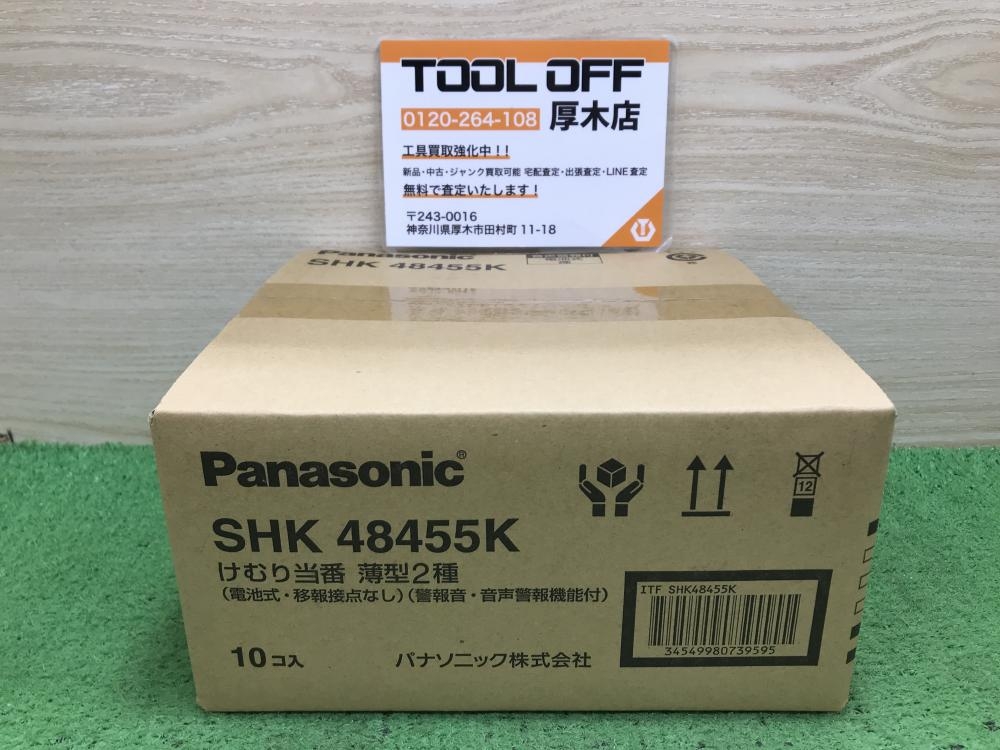 TOOL OFF
0120-264-108 厚木店
工具買取強化中！！
新品・中古・ジャンク買取可能 宅配査定・出張査定・LINE査定
無料で査定いたします！
〒243-0016
神奈川県厚木市田村町 11-18
Panasonic
SHK 48455K
Panasonic®
12
SHK 48455K
けむり当番 薄型2種
(電池式・移報接点なし)(警報音・音声警報機能付)
ITF SHK48455K
34549980739595
10コ入
パナソニック株式会社